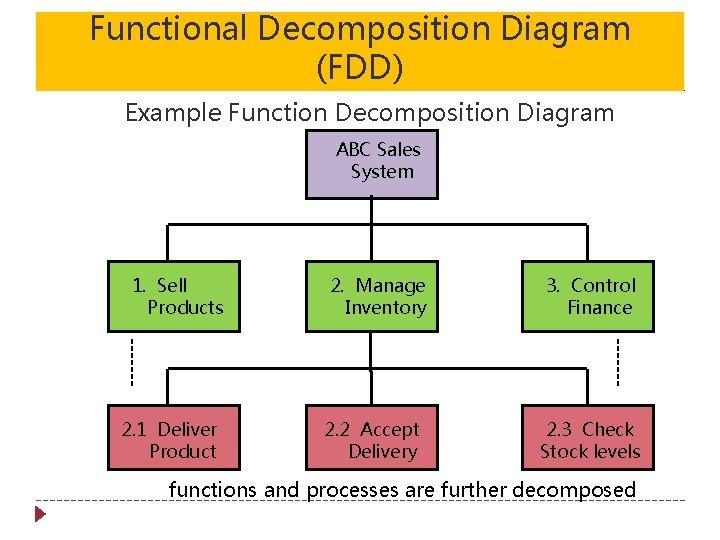 Functional Decomposition Diagram
(FDD)
Example Function Decomposition Diagram
ABC Sales
System
1. Sell
Products
2. Manage
Inventory
3. Control
Finance
2.1 Deliver
Product
2.2 Accept
Delivery
2.3 Check
Stock levels
functions and processes are further decomposed